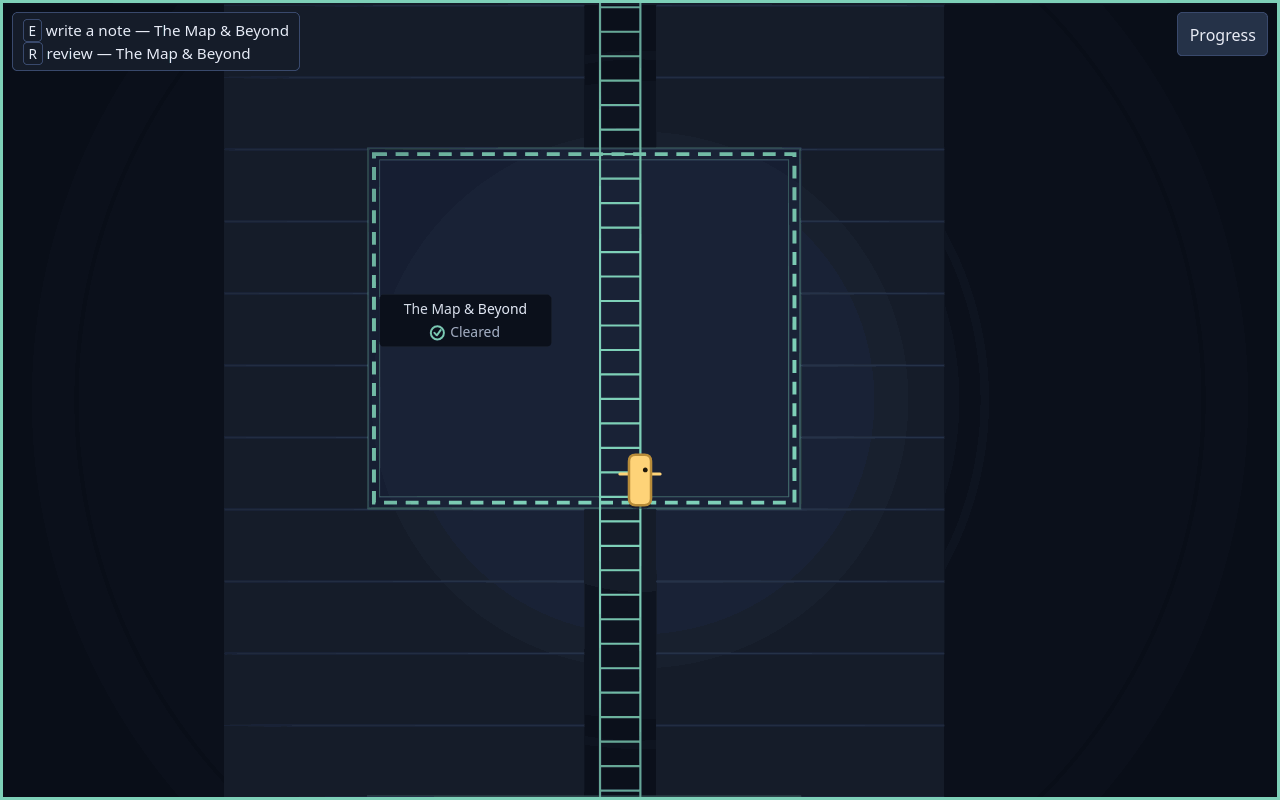 E write a note — The Map & Beyond
R review — The Map & Beyond
Progress
The Map & Beyond
Cleared